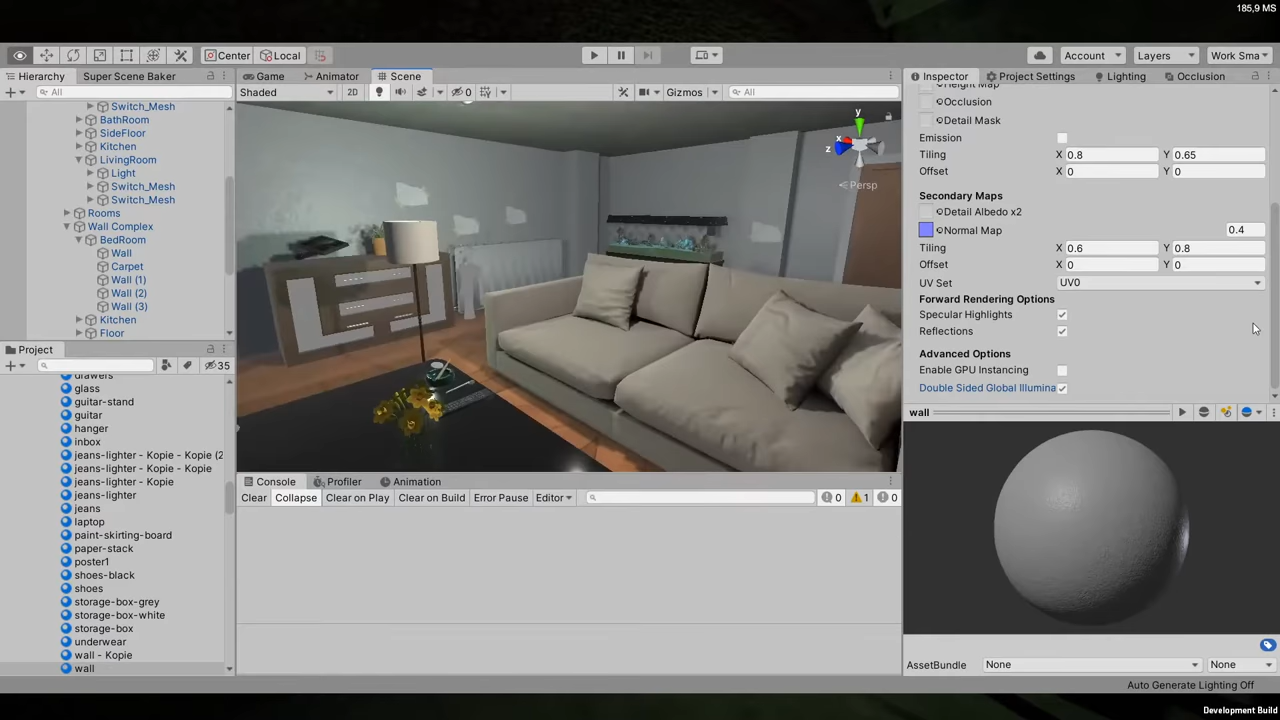 185,9 MS
Center
Local
Account
Layers
Work Sma
Hierarchy
Super Scene Baker
Game
Animator
Scene
Inspector
Project Settings
Lighting
Occlusion
All
Shaded
2D
0
Gizmos
All
Switch_Mesh
BathRoom
SideFloor
Kitchen
LivingRoom
Light
Switch_Mesh
Switch_Mesh
Rooms
Wall Complex
BedRoom
Wall
Carpet
Wall (1)
Wall (2)
Wall (3)
Kitchen
Floor
y
x
z
Persp
Height Map
Occlusion
Detail Mask
Emission
Tiling X 0.8 Y 0.65
Offset X 0 Y 0
Secondary Maps
Detail Albedo x2
Normal Map 0.4
Tiling X 0.6 Y 0.8
Offset X 0 Y 0
UV Set UV0
Forward Rendering Options
Specular Highlights
Reflections
Advanced Options
Enable GPU Instancing
Double Sided Global Illumina
wall
Project
35
drawers
glass
guitar-stand
guitar
hanger
inbox
jeans-lighter - Kopie - Kopie (2
jeans-lighter - Kopie - Kopie
jeans-lighter - Kopie
jeans-lighter
jeans
laptop
paint-skirting-board
paper-stack
poster1
shoes-black
shoes
storage-box-grey
storage-box-white
storage-box
underwear
wall - Kopie
wall
Console
Profiler
Animation
Clear
Collapse
Clear on Play
Clear on Build
Error Pause
Editor
0
1
0
AssetBundle None None
Auto Generate Lighting Off
Development Build